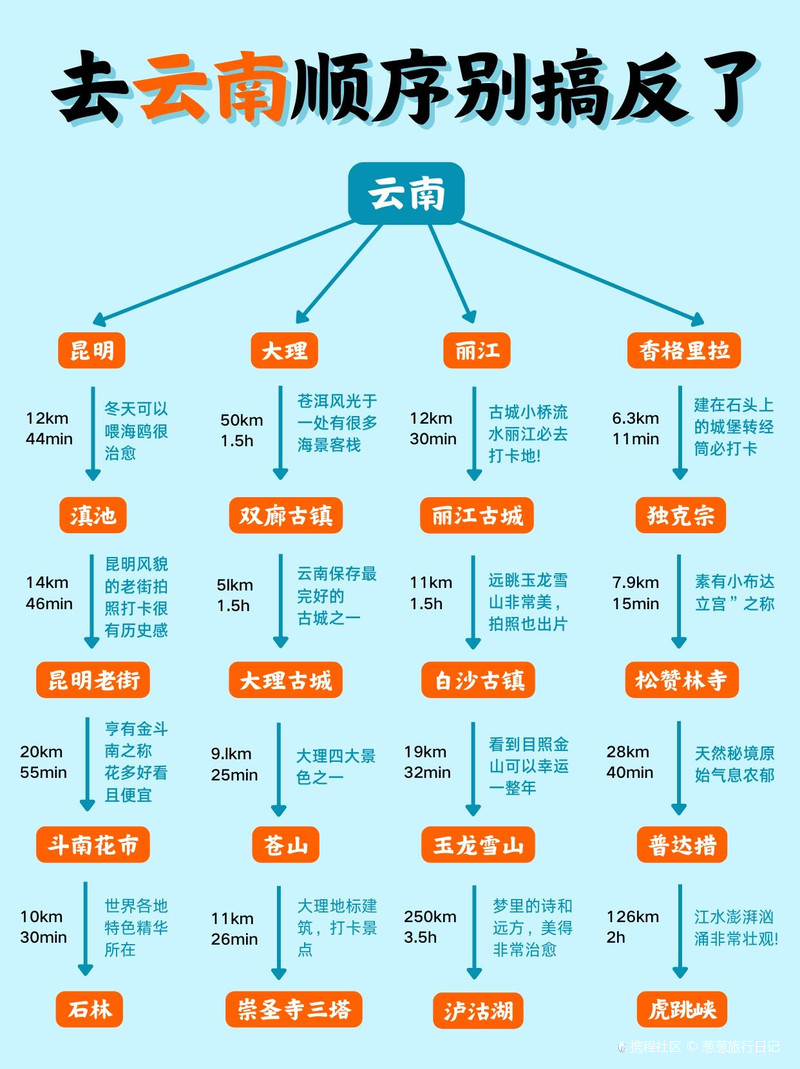 去云南顺序别搞反了
云南
昆明
12km
44min
冬天可以
喂海鸥很
治愈
滇池
14km
46min
昆明风貌
的老街拍
照打卡很
有历史感
昆明老街
20km
55min
亨有金斗
南之称
花多好看
且便宜
斗南花市
10km
30min
世界各地
特色精华
所在
石林
大理
50km
1.5h
苍洱风光于
一处有很多
海景客栈
双廊古镇
5lkm
1.5h
云南保存最
完好的
古城之一
大理古城
9.lkm
25min
大理四大景
色之一
苍山
11km
26min
大理地标建
筑，打卡景
点
崇圣寺三塔
丽江
12km
30min
古城小桥流
水丽江必去
打卡地!
丽江古城
11km
1.5h
远眺玉龙雪
山非常美，
拍照也出片
白沙古镇
19km
32min
看到目照金
山可以幸运
一整年
玉龙雪山
250km
3.5h
梦里的诗和
远方，美得
非常治愈
泸沽湖
香格里拉
6.3km
11min
建在石头上
的城堡转经
筒必打卡
独克宗
7.9km
15min
素有小布达
立宫”之称
松赞林寺
28km
40min
天然秘境原
始气息农郁
普达措
126km
2h
江水澎湃汹
涌非常壮观!
虎跳峡
携程社区 © 葱葱旅行日记